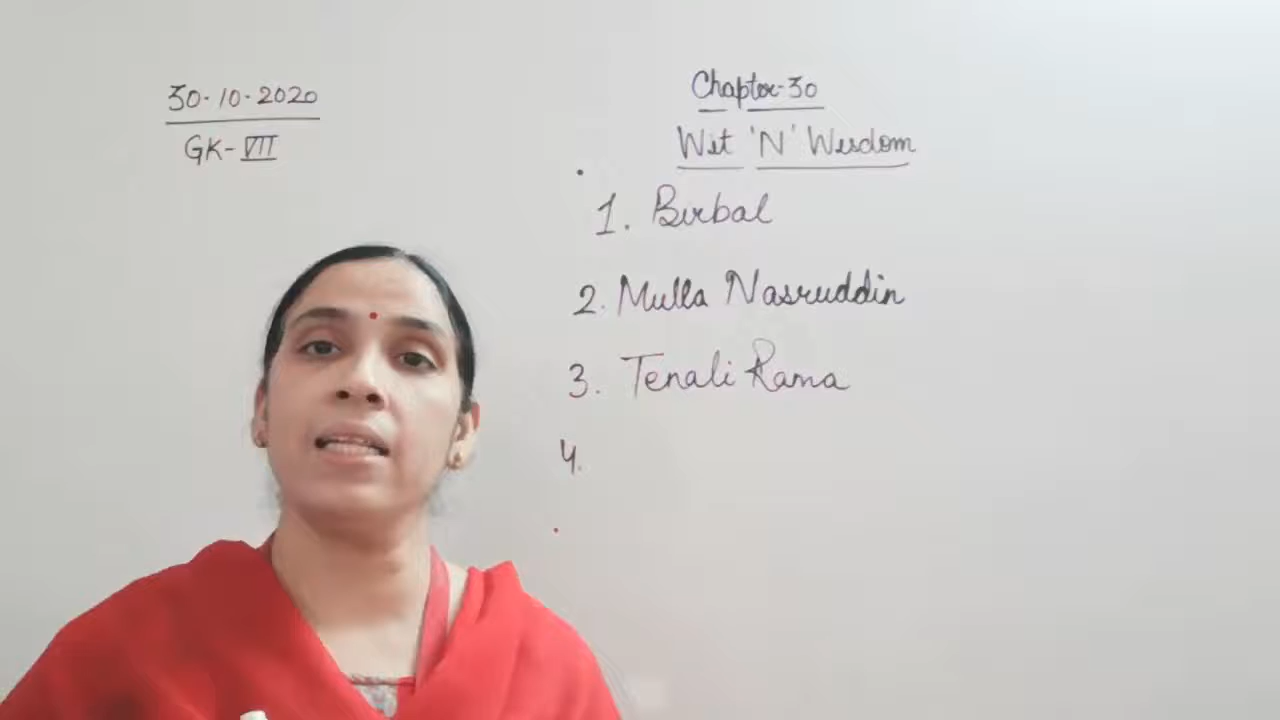 30·10·2020
GK-VII
Chapter-30
Wit 'N' Wisdom
1. Birbal
2. Mulla Nasruddin
3. Tenali Rama
4.